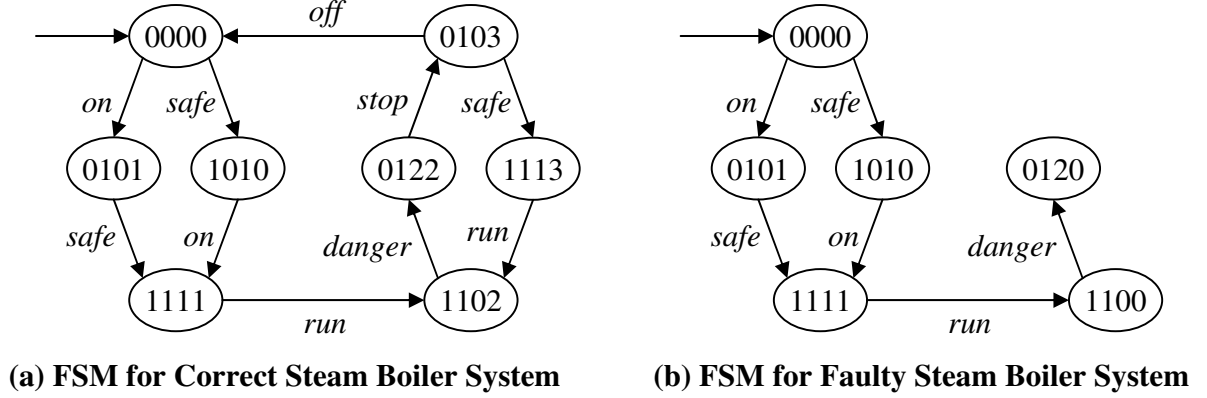 off
0000
0103
on
safe
stop
safe
0101
1010
0122
1113
safe
on
danger
run
1111
1102
run
(a) FSM for Correct Steam Boiler System
0000
on
safe
0101
1010
0120
safe
on
danger
1111
1100
run
(b) FSM for Faulty Steam Boiler System